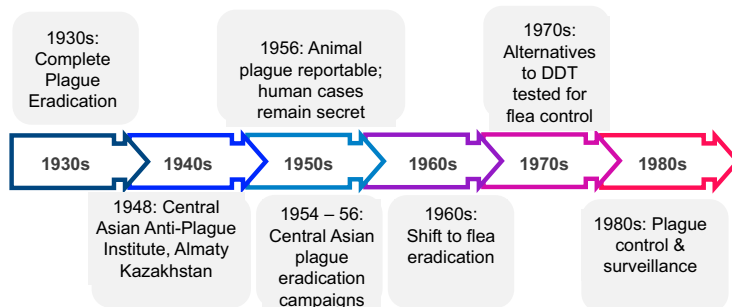 1930s:
Complete
Plague
Eradication
1956: Animal
plague reportable;
human cases
remain secret
1970s:
Alternatives
to DDT
tested for
flea control
1930s
1940s
1950s
1960s
1970s
1980s
1948: Central
Asian Anti-Plague
Institute, Almaty
Kazakhstan
1954 – 56:
Central Asian
plague
eradication
campaigns
1960s:
Shift to flea
eradication
1980s: Plague
control &
surveillance